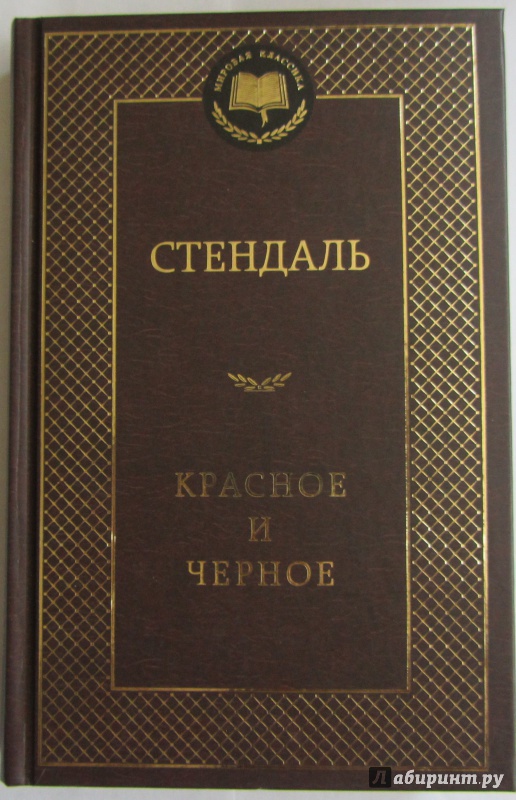 МИРОВАЯ КЛАССИКА
СТЕНДАЛЬ
КРАСНОЕ
И
ЧЕРНОЕ
Лабиринт.ру